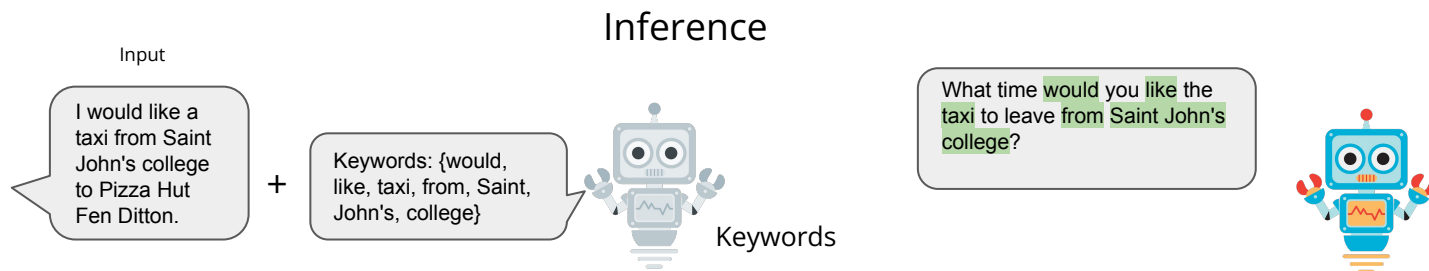 Inference
Input
I would like a
taxi from Saint
John's college
to Pizza Hut
Fen Ditton.
+
Keywords: {would,
like, taxi, from, Saint,
John's, college}
Keywords
What time would you like the
taxi to leave from Saint John's
college?